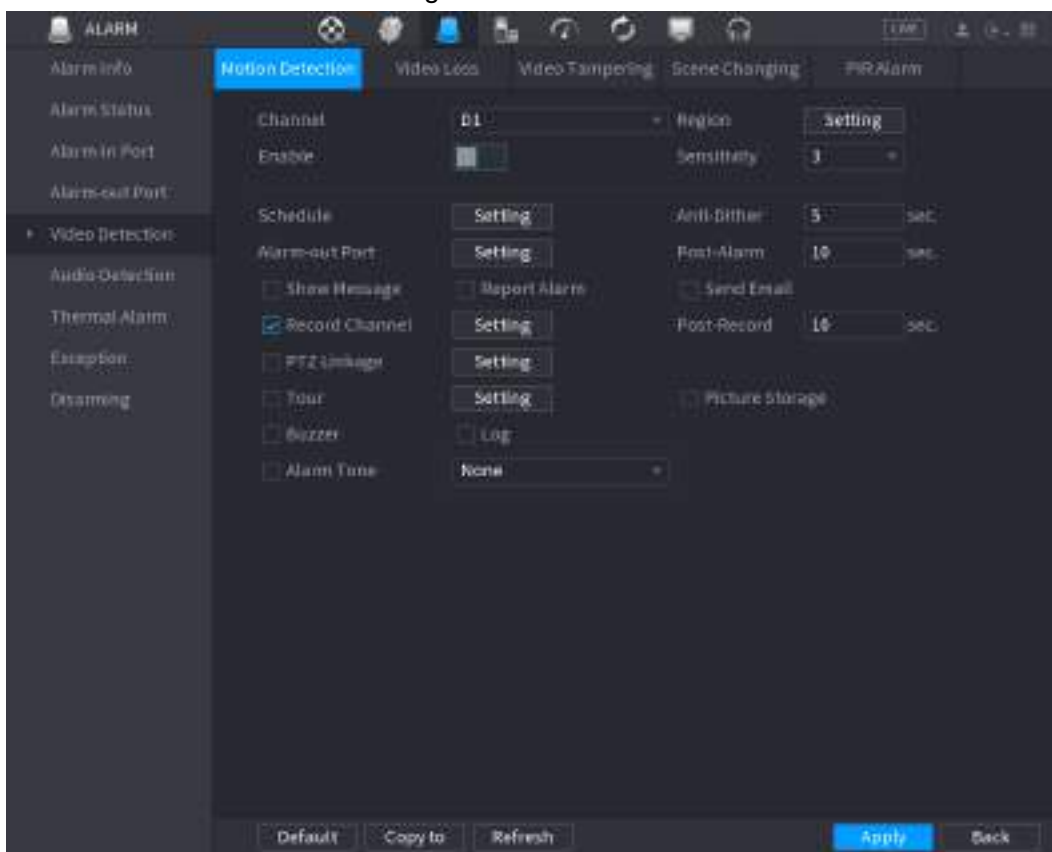 ALARM LIVE
Alarm Info
Alarm Status
Alarm-in Port
Alarm-out Port
Video Detection
Audio Detection
Thermal Alarm
Exception
Disarming
Motion Detection Video Loss Video Tampering Scene Changing PIR Alarm
Channel D1 Region Setting
Enable Sensitivity 3
Schedule Setting Anti-Dither 5 sec.
Alarm-out Port Setting Post-Alarm 10 sec.
Show Message Report Alarm Send Email
Record Channel Setting Post-Record 10 sec.
PTZ Linkage Setting
Tour Setting Picture Storage
Buzzer Log
Alarm Tone None
Default Copy to Refresh Apply Back